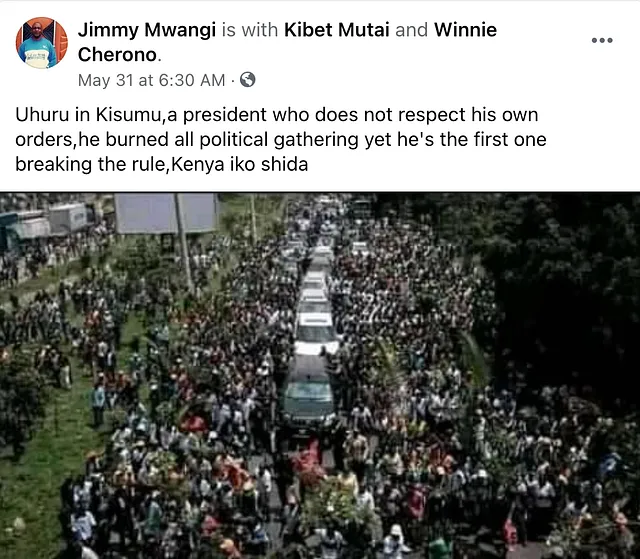 Jimmy Mwangi is with Kibet Mutai and Winnie
Cherono.
May 31 at 6:30 AM ·
Uhuru in Kisumu,a president who does not respect his own
orders,he burned all political gathering yet he's the first one
breaking the rule,Kenya iko shida